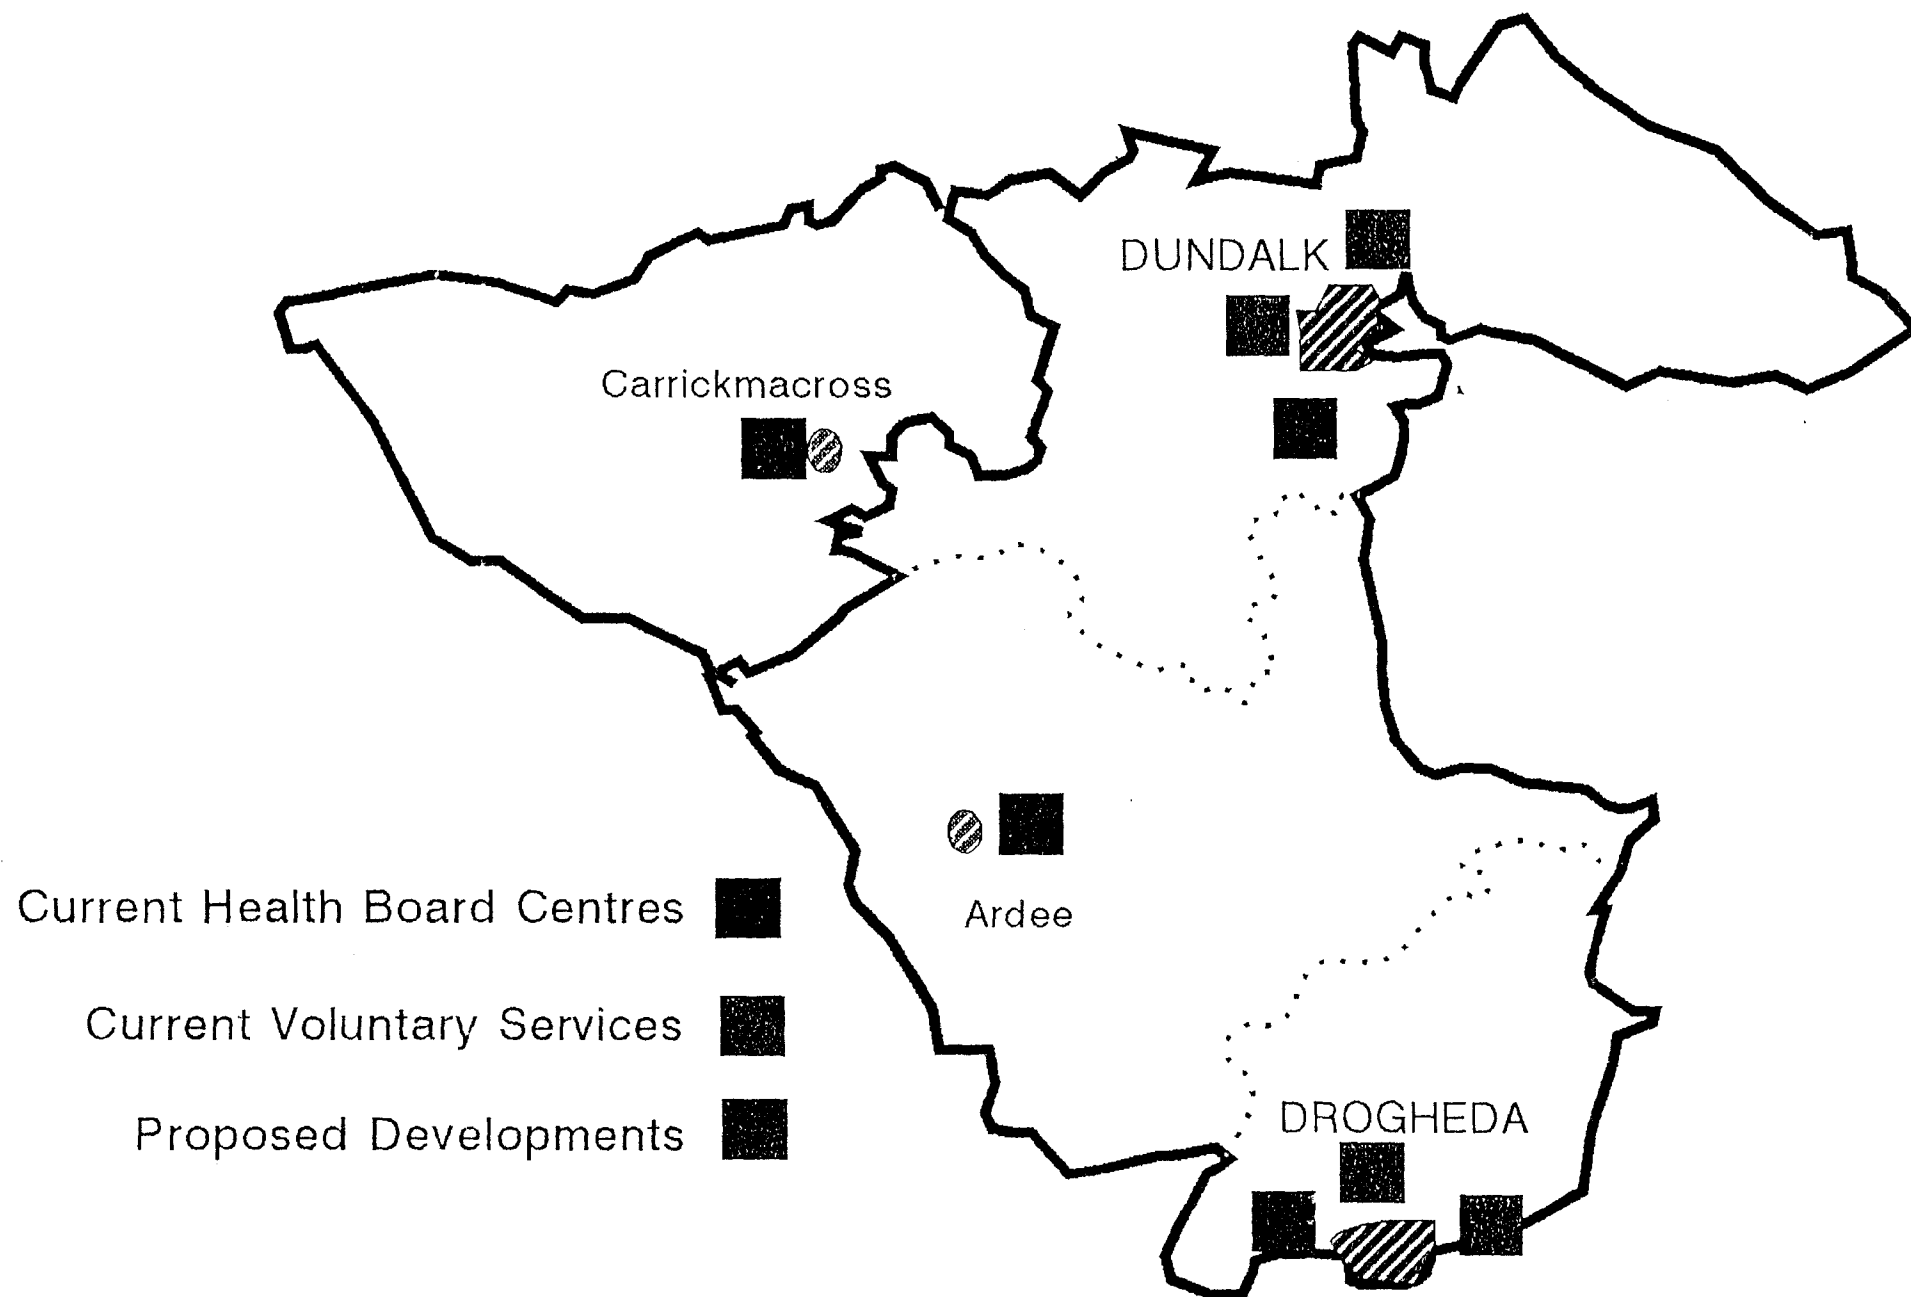 DUNDALK
Carrickmacross
Current Health Board Centres
Ardee
Current Voluntary Services
Proposed Developments
DROGHEDA